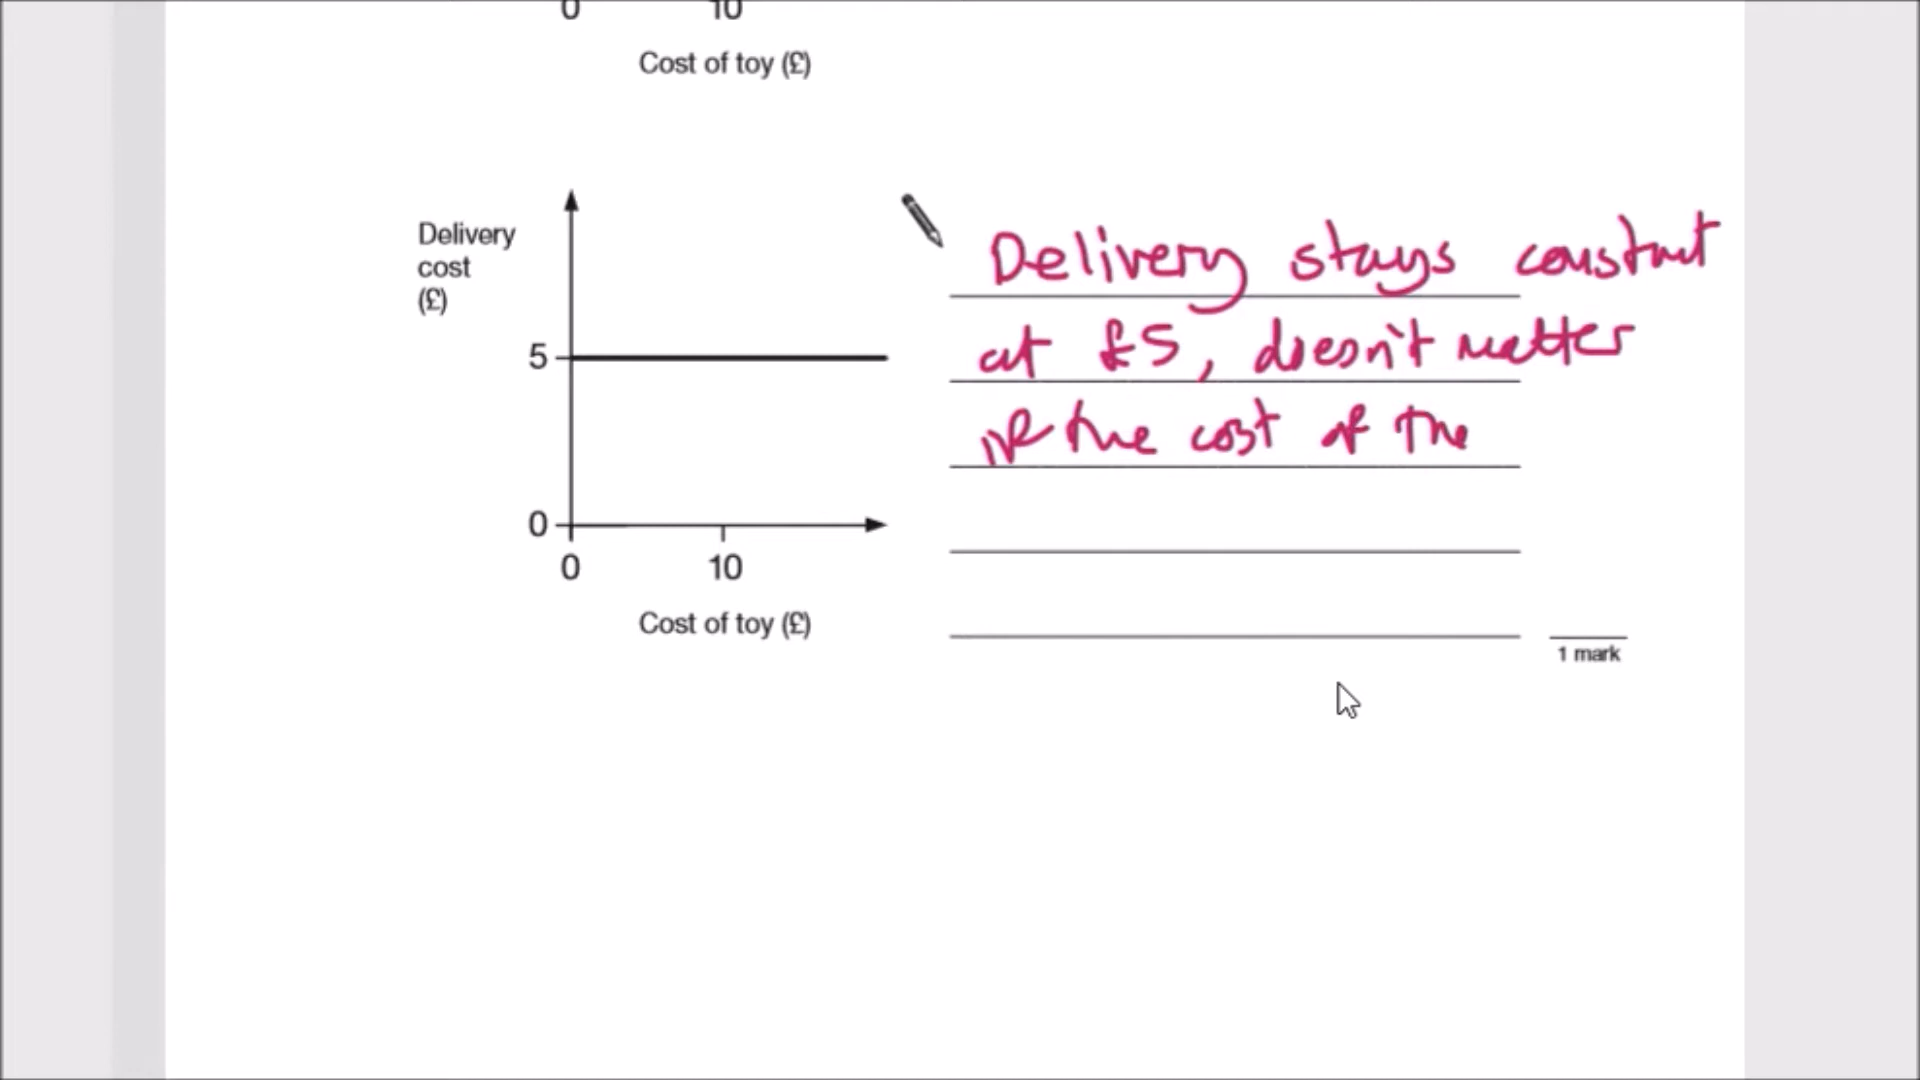 0 10
Cost of toy (£)
Delivery
cost
(£)
5
0
0 10
Cost of toy (£)
Delivery stays constant
at £5, doesn't matter
if the cost of the
1 mark